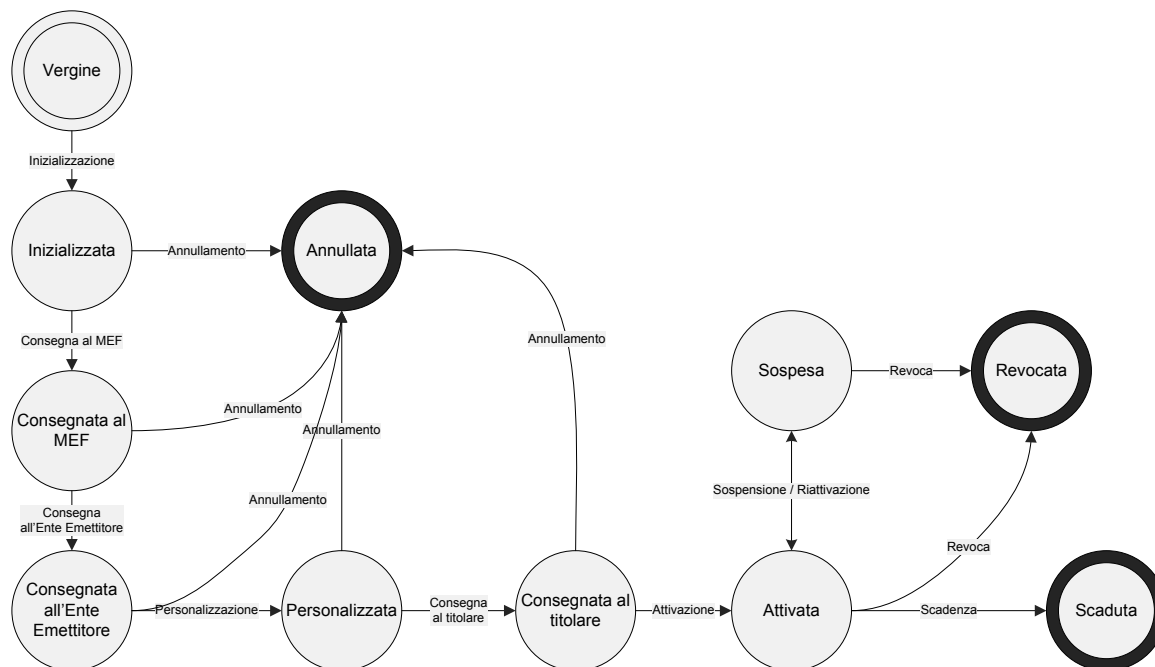 Vergine
Inizializzazione
Inizializzata
Annullamento
Annullata
Consegna al MEF
Annullamento
Sospesa
Revoca
Revocata
Consegnata al
MEF
Annullamento
Annullamento
Consegna
all'Ente Emettitore
Annullamento
Sospensione / Riattivazione
Revoca
Consegnata
all'Ente
Emettitore
Personalizzazione
Personalizzata
Consegna
al titolare
Consegnata al
titolare
Attivazione
Attivata
Scadenza
Scaduta